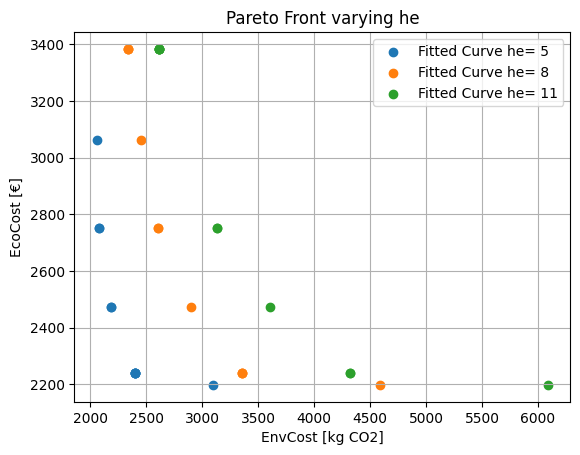 Pareto Front varying he
Fitted Curve he= 5
Fitted Curve he= 8
Fitted Curve he= 11
EcoCost [€]
3400
3200
3000
2800
2600
2400
2200
2000 2500 3000 3500 4000 4500 5000 5500 6000
EnvCost [kg CO2]